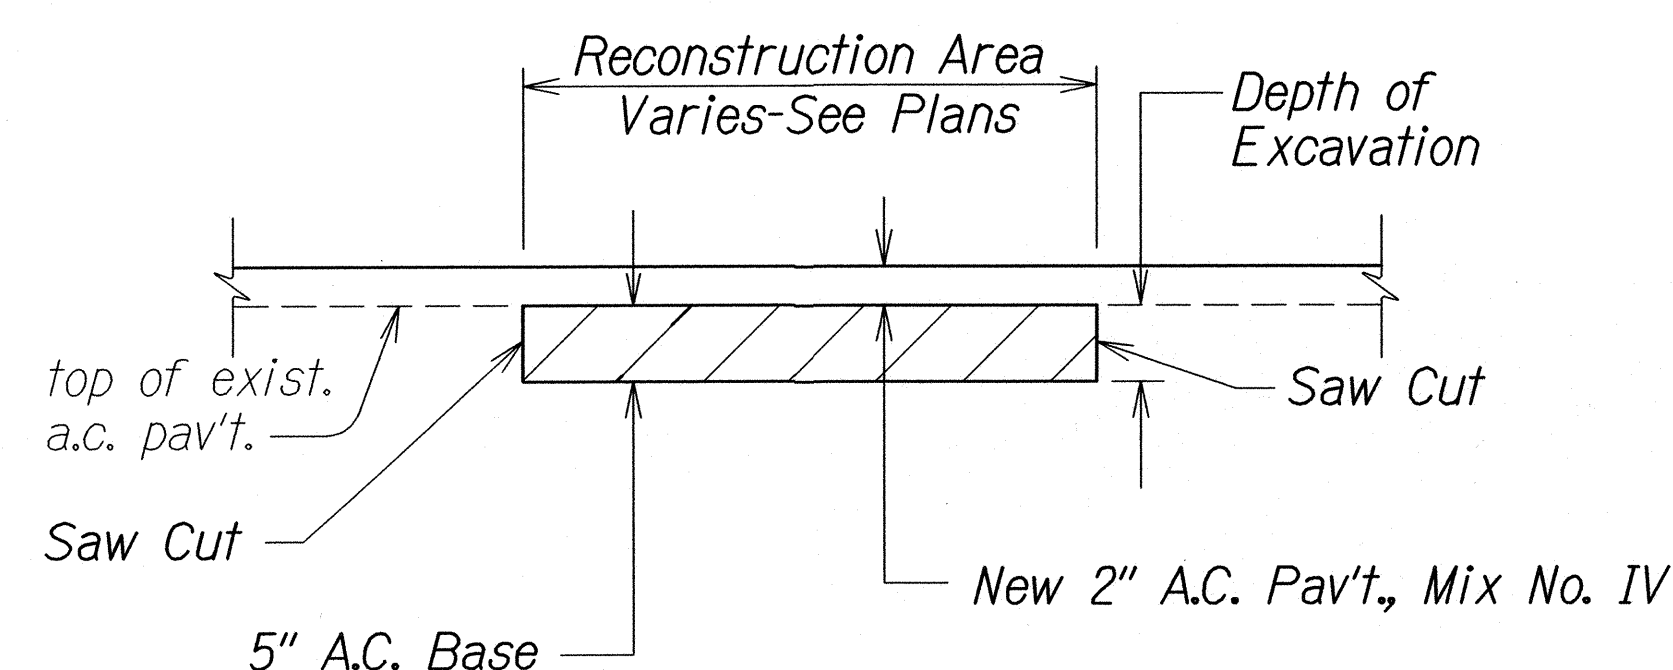 Reconstruction Area
Varies-See Plans
Depth of
Excavation
top of exist.
a.c. pav't.
Saw Cut
Saw Cut
New 2" A.C. Pav't., Mix No. IV
5" A.C. Base